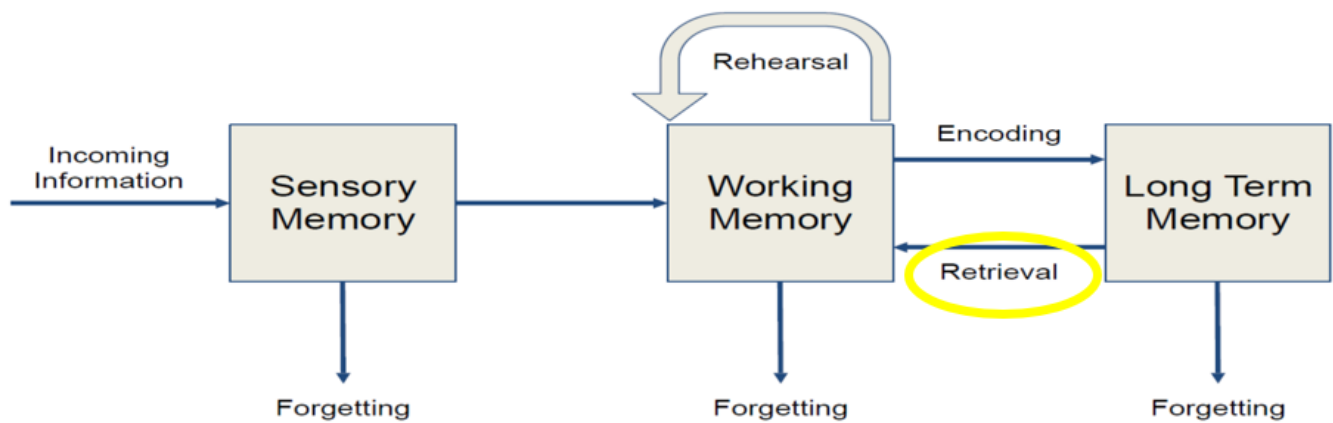 Rehearsal
Incoming
Information
Sensory
Memory
Working
Memory
Encoding
Retrieval
Long Term
Memory
Forgetting
Forgetting
Forgetting